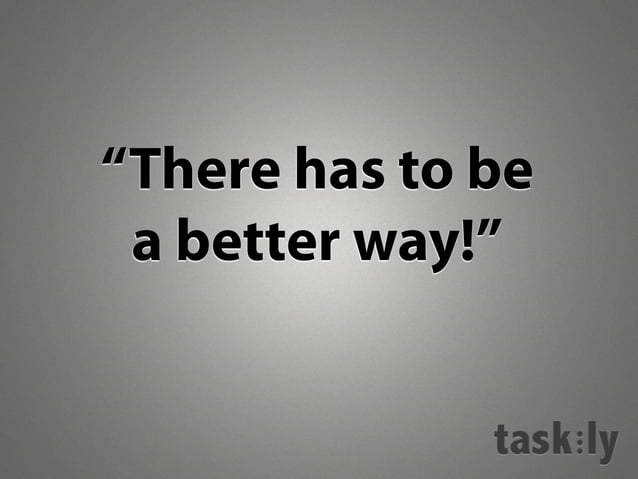 “There has to be
a better way!”
task:ly